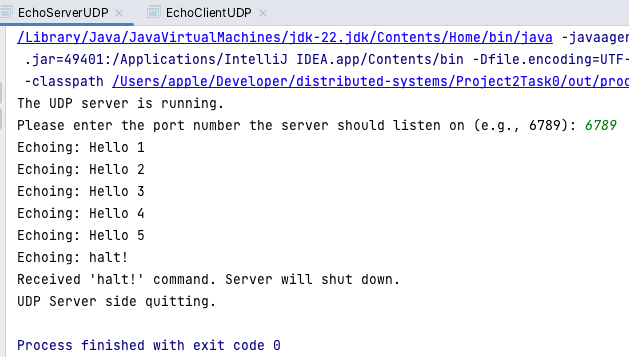 EchoServerUDP
EchoClientUDP
/Library/Java/JavaVirtualMachines/jdk-22.jdk/Contents/Home/bin/java
.jar=49401:/Applications/IntelliJ IDEA.app/Contents/bin -Dfile.encoding=UTF-
-classpath /Users/apple/Developer/distributed-systems/Project2Task0/out/
The UDP server is running.
Please enter the port number the server should listen on (e.g., 6789): 6789
Echoing: Hello 1
Echoing: Hello 2
Echoing: Hello 3
Echoing: Hello 4
Echoing: Hello 5
Echoing: halt!
Received 'halt!' command. Server will shut down.
UDP Server side quitting.
Process finished with exit code 0